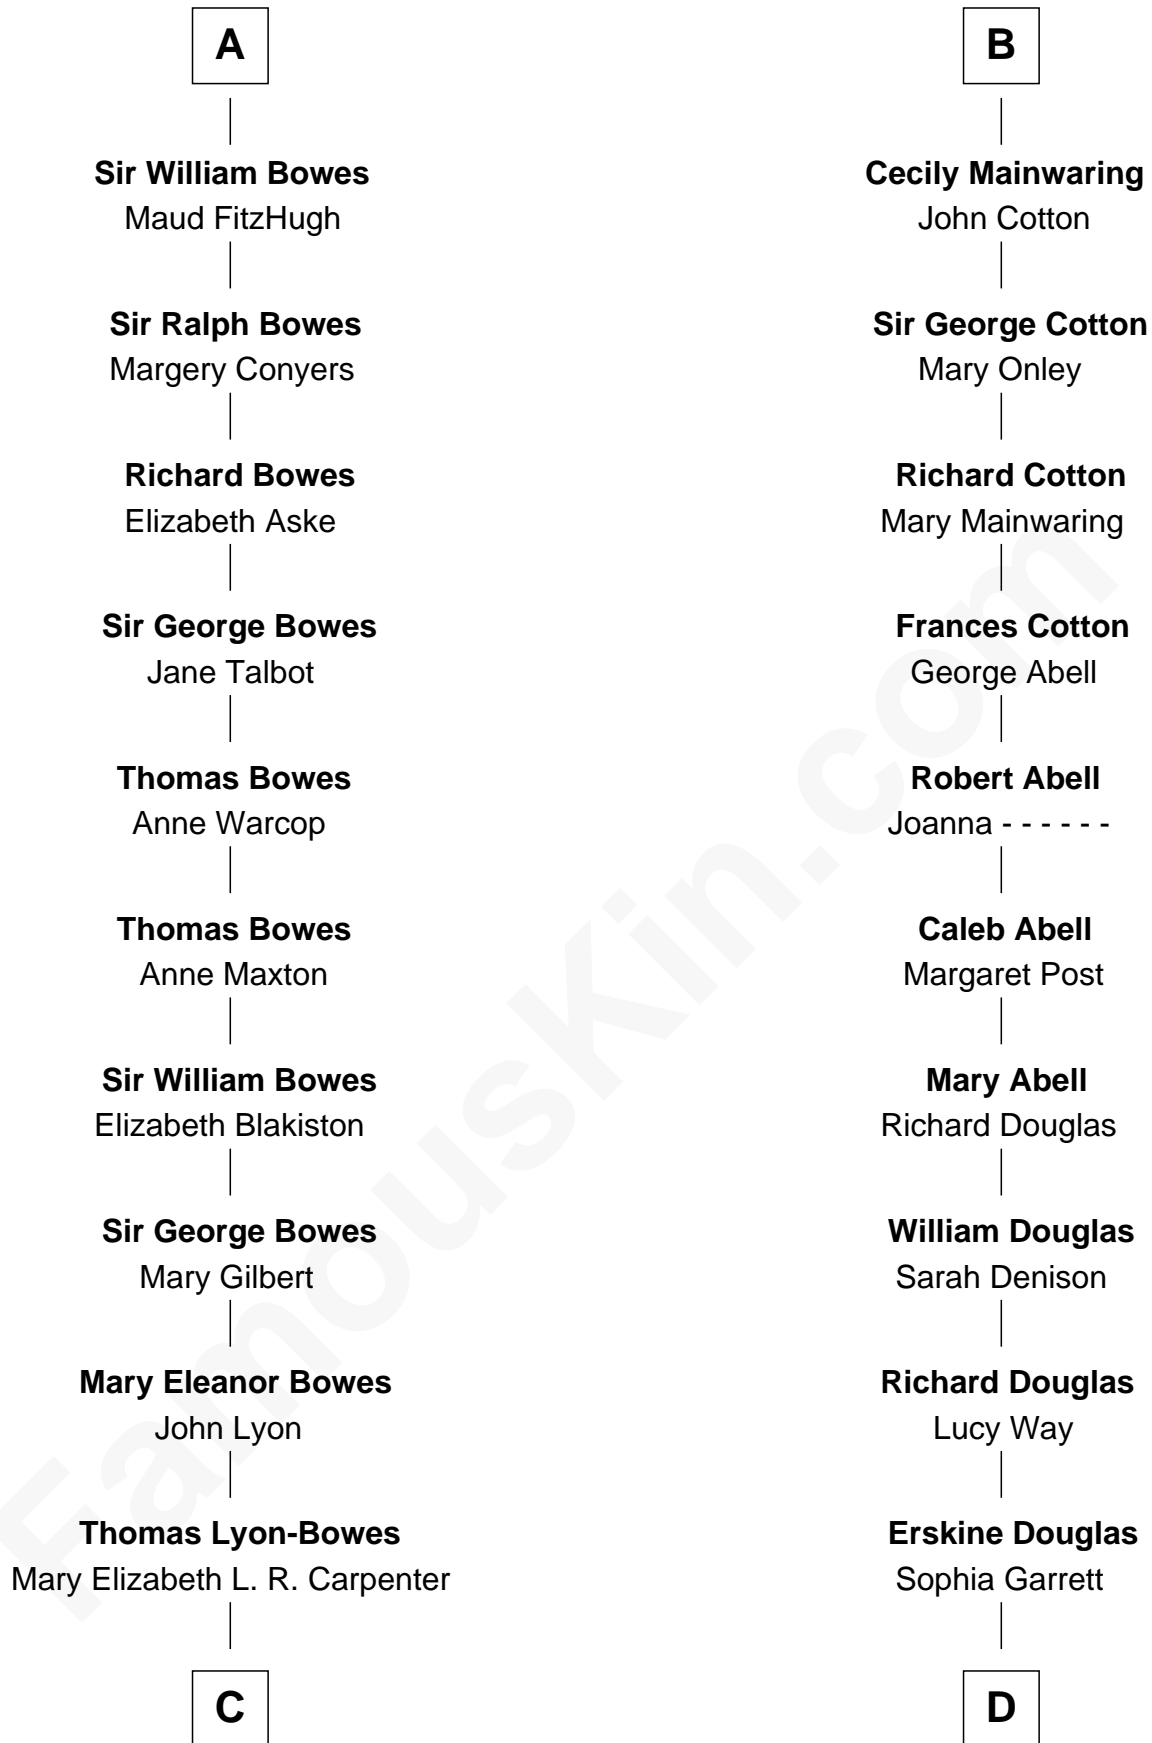 A
Sir William Bowes
Maud FitzHugh
Sir Ralph Bowes
Margery Conyers
Richard Bowes
Elizabeth Aske
Sir George Bowes
Jane Talbot
Thomas Bowes
Anne Warcop
Thomas Bowes
Anne Maxton
Sir William Bowes
Elizabeth Blakiston
Sir George Bowes
Mary Gilbert
Mary Eleanor Bowes
John Lyon
Thomas Lyon-Bowes
Mary Elizabeth L. R. Carpenter
C
B
Cecily Mainwaring
John Cotton
Sir George Cotton
Mary Onley
Richard Cotton
Mary Mainwaring
Frances Cotton
George Abell
Robert Abell
Joanna - - - - - -
Caleb Abell
Margaret Post
Mary Abell
Richard Douglas
William Douglas
Sarah Denison
Richard Douglas
Lucy Way
Erskine Douglas
Sophia Garrett
D
FamousKin.com